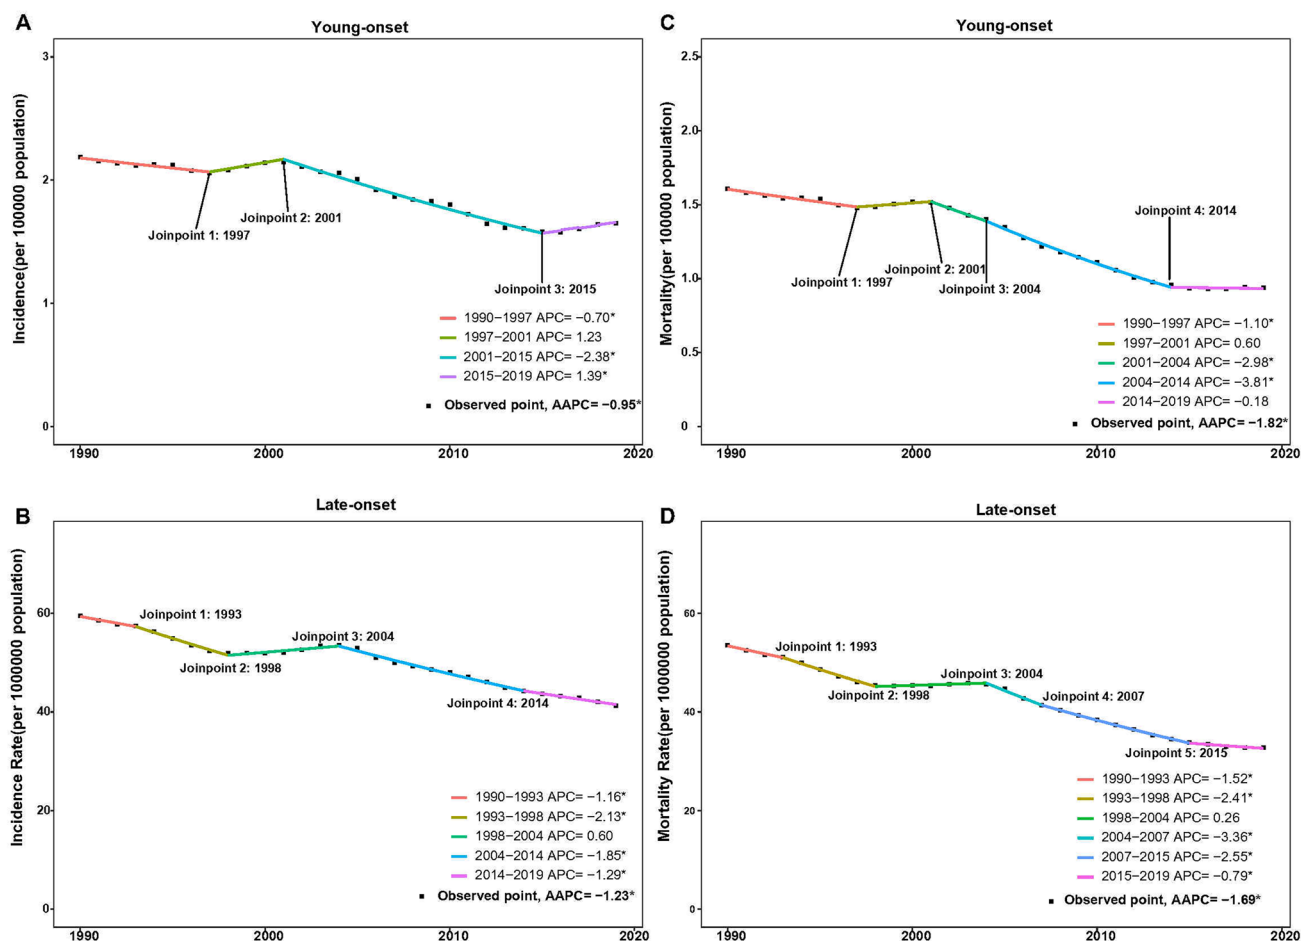 A
Young-onset
Incidence(per 100000 population)
3
2
1
0
Joinpoint 1: 1997
Joinpoint 2: 2001
Joinpoint 3: 2015
1990−1997 APC= −0.70*
1997−2001 APC= 1.23
2001−2015 APC= −2.38*
2015−2019 APC= 1.39*
Observed point, AAPC= −0.95*
1990
2000
2010
2020
C
Young-onset
Mortality(per 100000 population)
2.5
2.0
1.5
1.0
0.5
0
Joinpoint 4: 2014
Joinpoint 2: 2001
Joinpoint 1: 1997
Joinpoint 3: 2004
1990−1997 APC= −1.10*
1997−2001 APC= 0.60
2001−2004 APC= −2.98*
2004−2014 APC= −3.81*
2014−2019 APC= −0.18
Observed point, AAPC= −1.82*
1990
2000
2010
2020
B
Late-onset
Incidence Rate(per 1000000 population)
60
40
20
0
Joinpoint 1: 1993
Joinpoint 3: 2004
Joinpoint 2: 1998
Joinpoint 4: 2014
1990−1993 APC= −1.16*
1993−1998 APC= −2.13*
1998−2004 APC= 0.60
2004−2014 APC= −1.85*
2014−2019 APC= −1.29*
Observed point, AAPC= −1.23*
1990
2000
2010
2020
D
Late-onset
Mortality Rate(per 1000000 population)
60
40
20
0
Joinpoint 1: 1993
Joinpoint 3: 2004
Joinpoint 2: 1998
Joinpoint 4: 2007
Joinpoint 5: 2015
1990−1993 APC= −1.52*
1993−1998 APC= −2.41*
1998−2004 APC= 0.26
2004−2007 APC= −3.36*
2007−2015 APC= −2.55*
2015−2019 APC= −0.79*
Observed point, AAPC= −1.69*
1990
2000
2010
2020